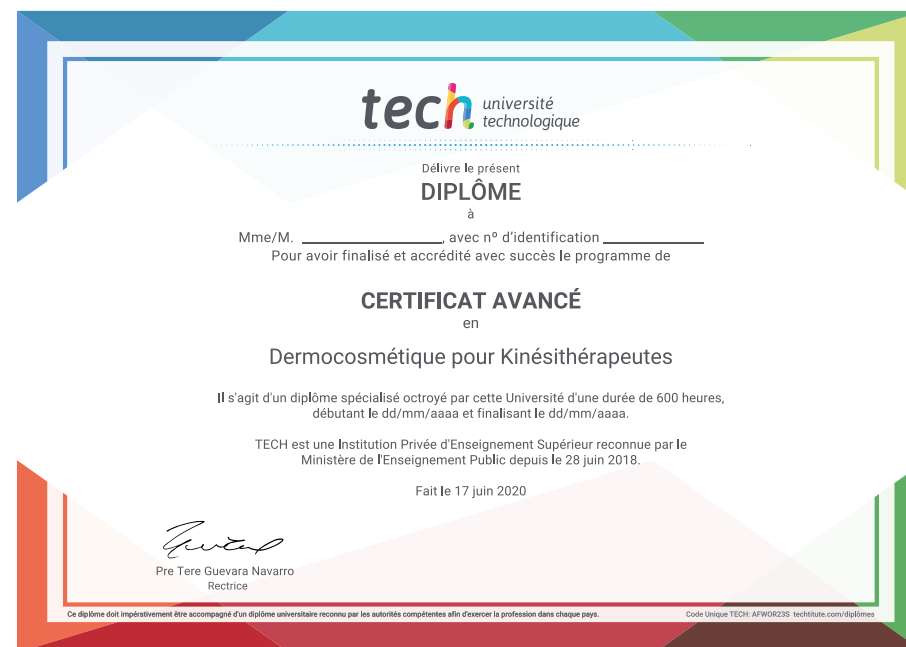 tech université
technologique
Délivre le présent
DIPLÔME
à
Mme/M. ____________________, avec nº d'identification ______________
Pour avoir finalisé et accrédité avec succès le programme de
CERTIFICAT AVANCÉ
en
Dermocosmétique pour Kinésithérapeutes
Il s'agit d'un diplôme spécialisé octroyé par cette Université d'une durée de 600 heures,
débutant le dd/mm/aaaa et finalisant le dd/mm/aaaa.
TECH est une Institution Privée d'Enseignement Supérieur reconnue par le
Ministère de l'Enseignement Public depuis le 28 juin 2018.
Fait le 17 juin 2020
Pre Tere Guevara Navarro
Rectrice
Ce diplôme doit impérativement être accompagné d'un diplôme universitaire reconnu par les autorités compétentes afin d'exercer la profession dans chaque pays. Code Unique TECH: AFWOR23S techtitute.com/diplômes